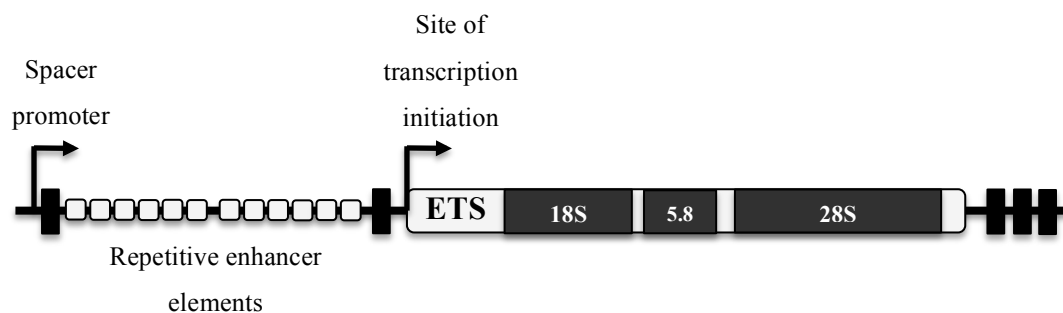 Spacer
promoter
Site of
transcription
initiation
ETS
18S
5.8
28S
Repetitive enhancer
elements